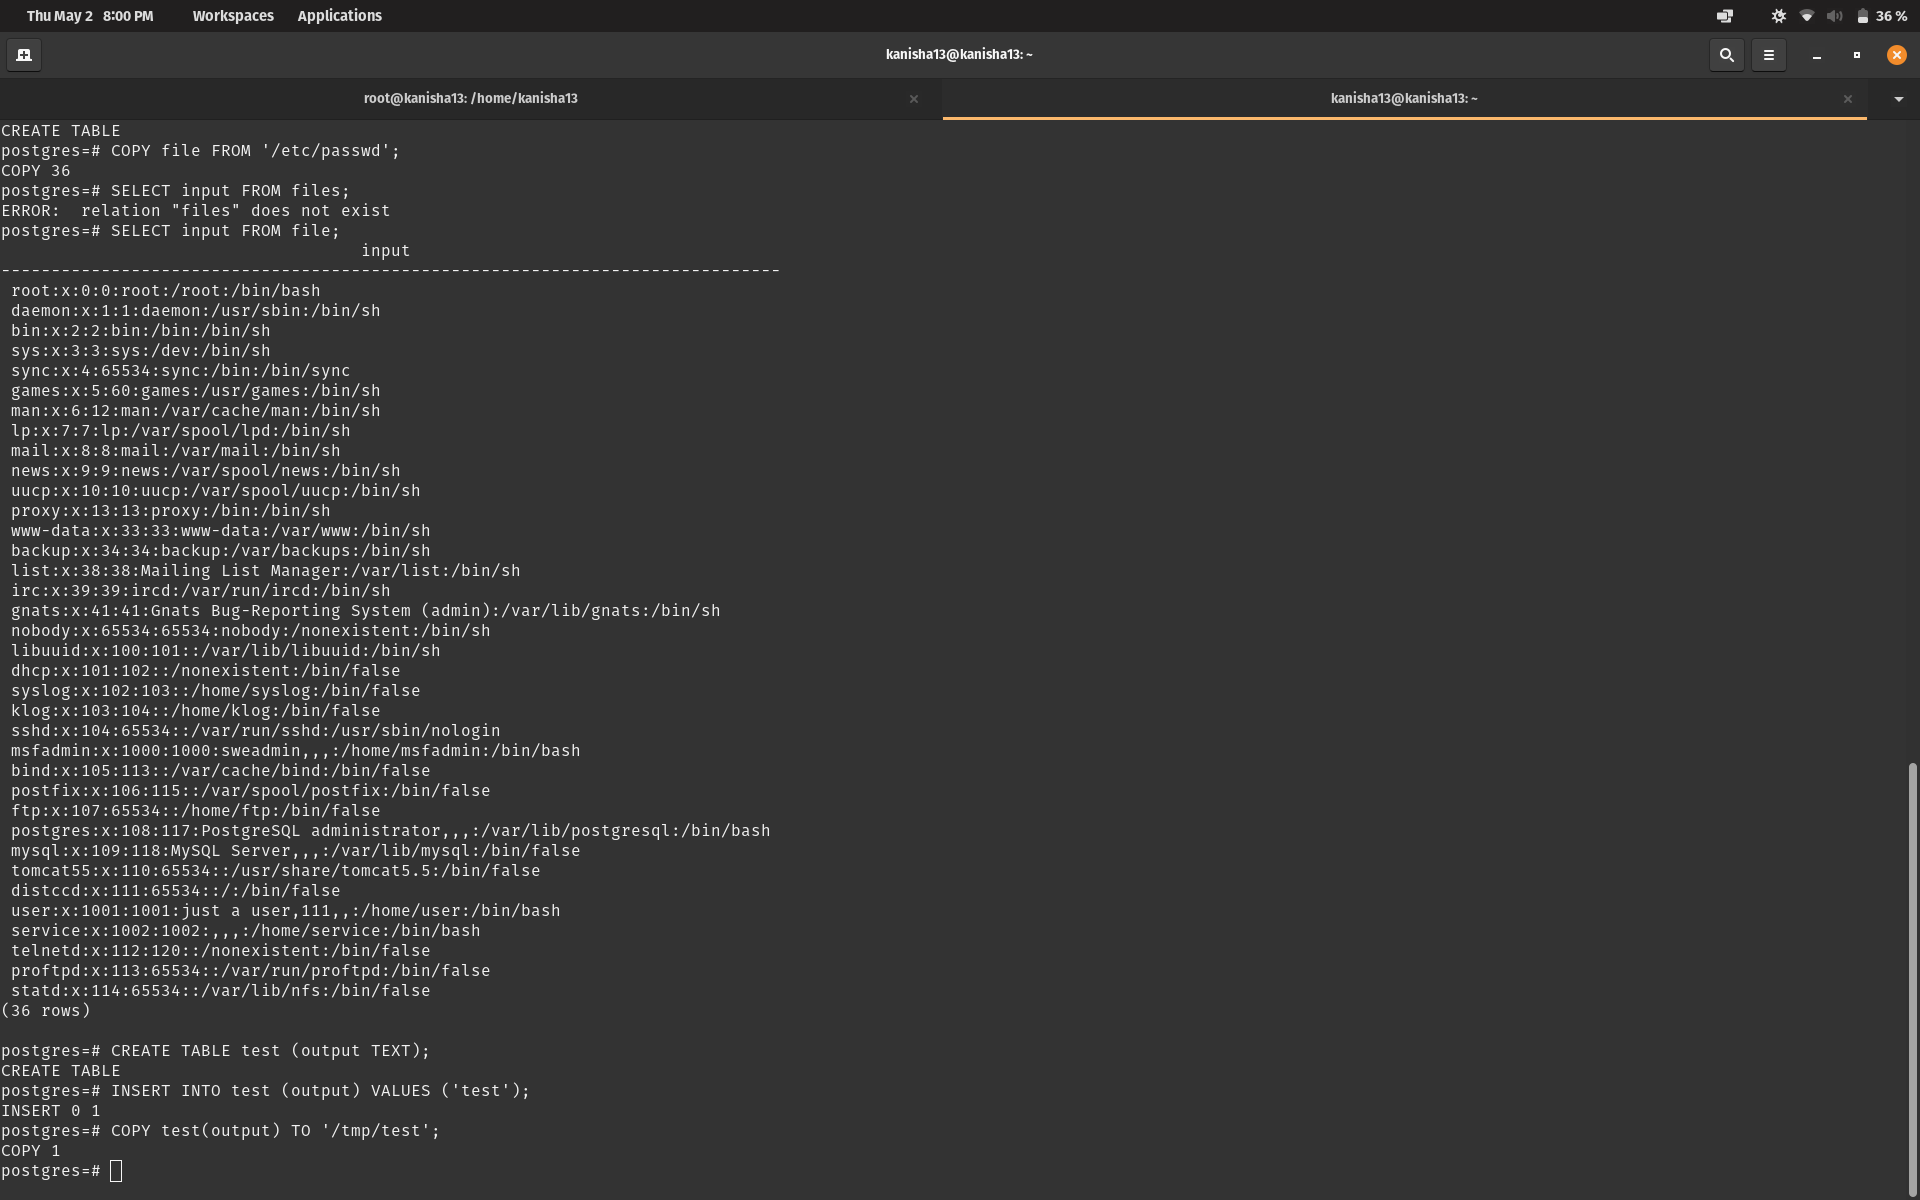 Thu May 2 8:00 PM Workspaces Applications 36 %
kanisha13@kanisha13: ~
root@kanisha13: /home/kanisha13 kanisha13@kanisha13: ~
CREATE TABLE
postgres=# COPY file FROM '/etc/passwd';
COPY 36
postgres=# SELECT input FROM files;
ERROR:  relation "files" does not exist
postgres=# SELECT input FROM file;
input
------------------------------------------------------------------------------
root:x:0:0:root:/root:/bin/bash
daemon:x:1:1:daemon:/usr/sbin:/bin/sh
bin:x:2:2:bin:/bin:/bin/sh
sys:x:3:3:sys:/dev:/bin/sh
sync:x:4:65534:sync:/bin:/bin/sync
games:x:5:60:games:/usr/games:/bin/sh
man:x:6:12:man:/var/cache/man:/bin/sh
lp:x:7:7:lp:/var/spool/lpd:/bin/sh
mail:x:8:8:mail:/var/mail:/bin/sh
news:x:9:9:news:/var/spool/news:/bin/sh
uucp:x:10:10:uucp:/var/spool/uucp:/bin/sh
proxy:x:13:13:proxy:/bin:/bin/sh
www-data:x:33:33:www-data:/var/www:/bin/sh
backup:x:34:34:backup:/var/backups:/bin/sh
list:x:38:38:Mailing List Manager:/var/list:/bin/sh
irc:x:39:39:ircd:/var/run/ircd:/bin/sh
gnats:x:41:41:Gnats Bug-Reporting System (admin):/var/lib/gnats:/bin/sh
nobody:x:65534:65534:nobody:/nonexistent:/bin/sh
libuuid:x:100:101::/var/lib/libuuid:/bin/sh
dhcp:x:101:102::/nonexistent:/bin/false
syslog:x:102:103::/home/syslog:/bin/false
klog:x:103:104::/home/klog:/bin/false
sshd:x:104:65534::/var/run/sshd:/usr/sbin/nologin
msfadmin:x:1000:1000:sweadmin,,,:/home/msfadmin:/bin/bash
bind:x:105:113::/var/cache/bind:/bin/false
postfix:x:106:115::/var/spool/postfix:/bin/false
ftp:x:107:65534::/home/ftp:/bin/false
postgres:x:108:117:PostgreSQL administrator,,,:/var/lib/postgresql:/bin/bash
mysql:x:109:118:MySQL Server,,,:/var/lib/mysql:/bin/false
tomcat55:x:110:65534::/usr/share/tomcat5.5:/bin/false
distccd:x:111:65534::/:/bin/false
user:x:1001:1001:just a user,111,,:/home/user:/bin/bash
service:x:1002:1002:,,,:/home/service:/bin/bash
telnetd:x:112:120::/nonexistent:/bin/false
proftpd:x:113:65534::/var/run/proftpd:/bin/false
statd:x:114:65534::/var/lib/nfs:/bin/false
(36 rows)
postgres=# CREATE TABLE test (output TEXT);
CREATE TABLE
postgres=# INSERT INTO test (output) VALUES ('test');
INSERT 0 1
postgres=# COPY test(output) TO '/tmp/test';
COPY 1
postgres=#